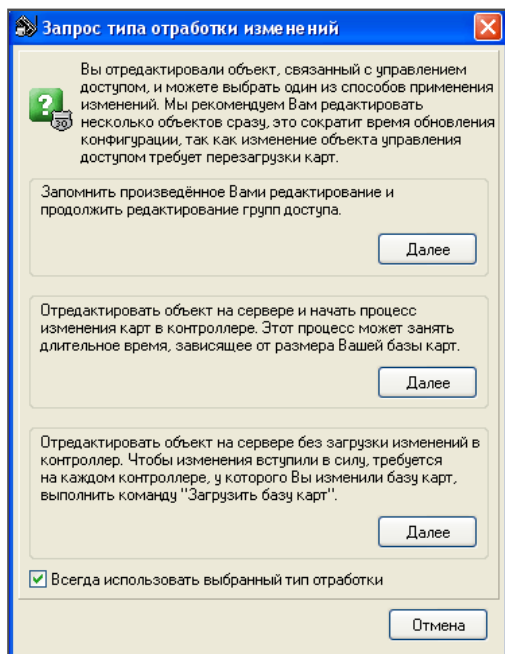 Запрос типа отработки изменений
Вы отредактировали объект, связанный с управлением
доступом, и можете выбрать один из способов применения
изменений. Мы рекомендуем Вам редактировать
несколько объектов сразу, это сократит время обновления
конфигурации, так как изменение объекта управления
доступом требует перезагрузки карт.
30
Запомнить произведённое Вами редактирование и
продолжить редактирование групп доступа.
Далее
Отредактировать объект на сервере и начать процесс
изменения карт в контроллере. Этот процесс может занять
длительное время, зависящее от размера Вашей базы карт.
Далее
Отредактировать объект на сервере без загрузки изменений в
контроллер. Чтобы изменения вступили в силу, требуется
на каждом контроллере, у которого Вы изменили базу карт,
выполнить команду "Загрузить базу карт".
Далее
Всегда использовать выбранный тип отработки
Отмена